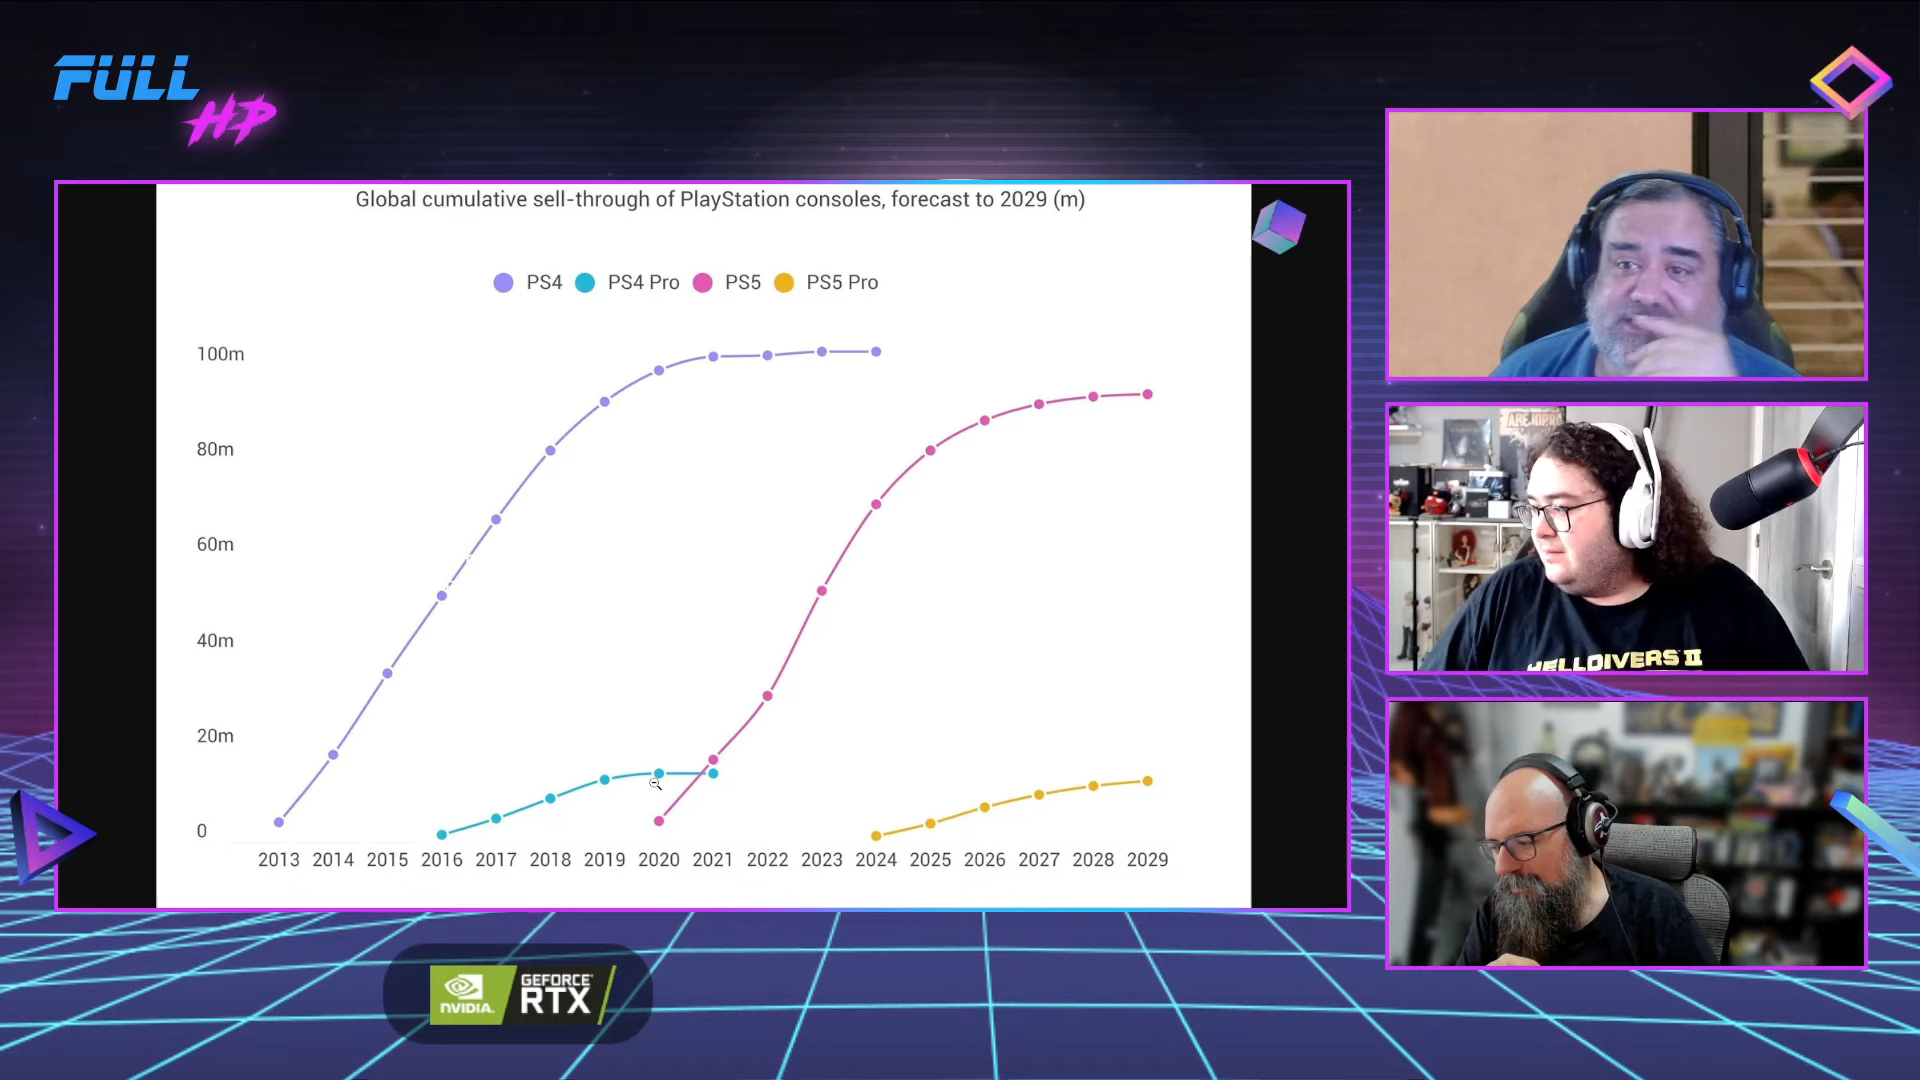 FULL
HP
Global cumulative sell-through of PlayStation consoles, forecast to 2029 (m)
PS4 PS4 Pro PS5 PS5 Pro
100m
80m
60m
40m
20m
0
2013 2014 2015 2016 2017 2018 2019 2020 2021 2022 2023 2024 2025 2026 2027 2028 2029
HELLDIVERS II
NVIDIA.
GEFORCE
RTX